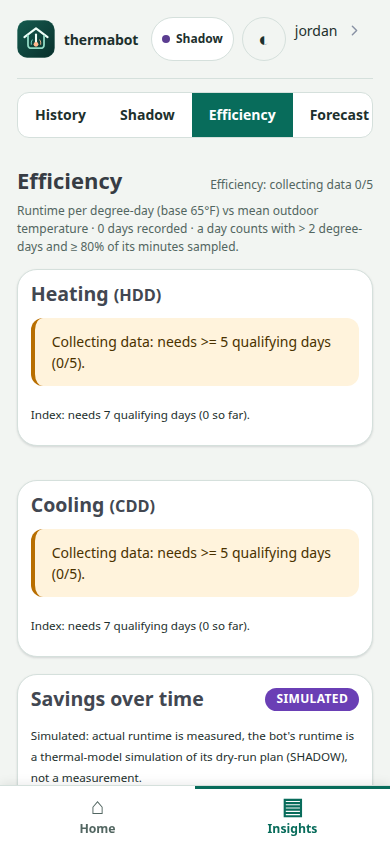 thermabot
Shadow
jordan
History
Shadow
Efficiency
Forecast
Efficiency
Efficiency: collecting data 0/5
Runtime per degree-day (base 65°F) vs mean outdoor
temperature · 0 days recorded · a day counts with > 2 degree-
days and ≥ 80% of its minutes sampled.
Heating (HDD)
Collecting data: needs >= 5 qualifying days
(0/5).
Index: needs 7 qualifying days (0 so far).
Cooling (CDD)
Collecting data: needs >= 5 qualifying days
(0/5).
Index: needs 7 qualifying days (0 so far).
Savings over time
SIMULATED
Simulated: actual runtime is measured, the bot's runtime is
a thermal-model simulation of its dry-run plan (SHADOW),
not a measurement.
Home
Insights